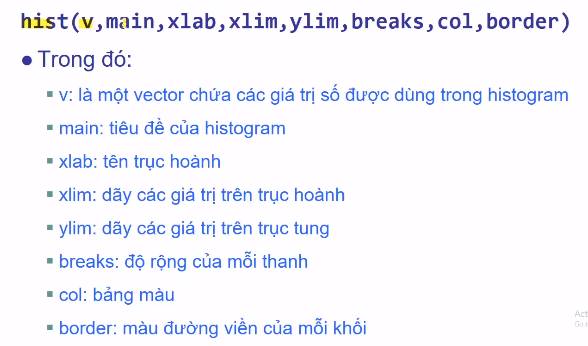 hist(v,main,xlab,xlim,ylim,breaks,col,border)
● Trong đó:
▪ v: là một vector chứa các giá trị số được dùng trong histogram
▪ main: tiêu đề của histogram
▪ xlab: tên trục hoành
▪ xlim: dãy các giá trị trên trục hoành
▪ ylim: dãy các giá trị trên trục tung
▪ breaks: độ rộng của mỗi thanh
▪ col: bảng màu
▪ border: màu đường viền của mỗi khối